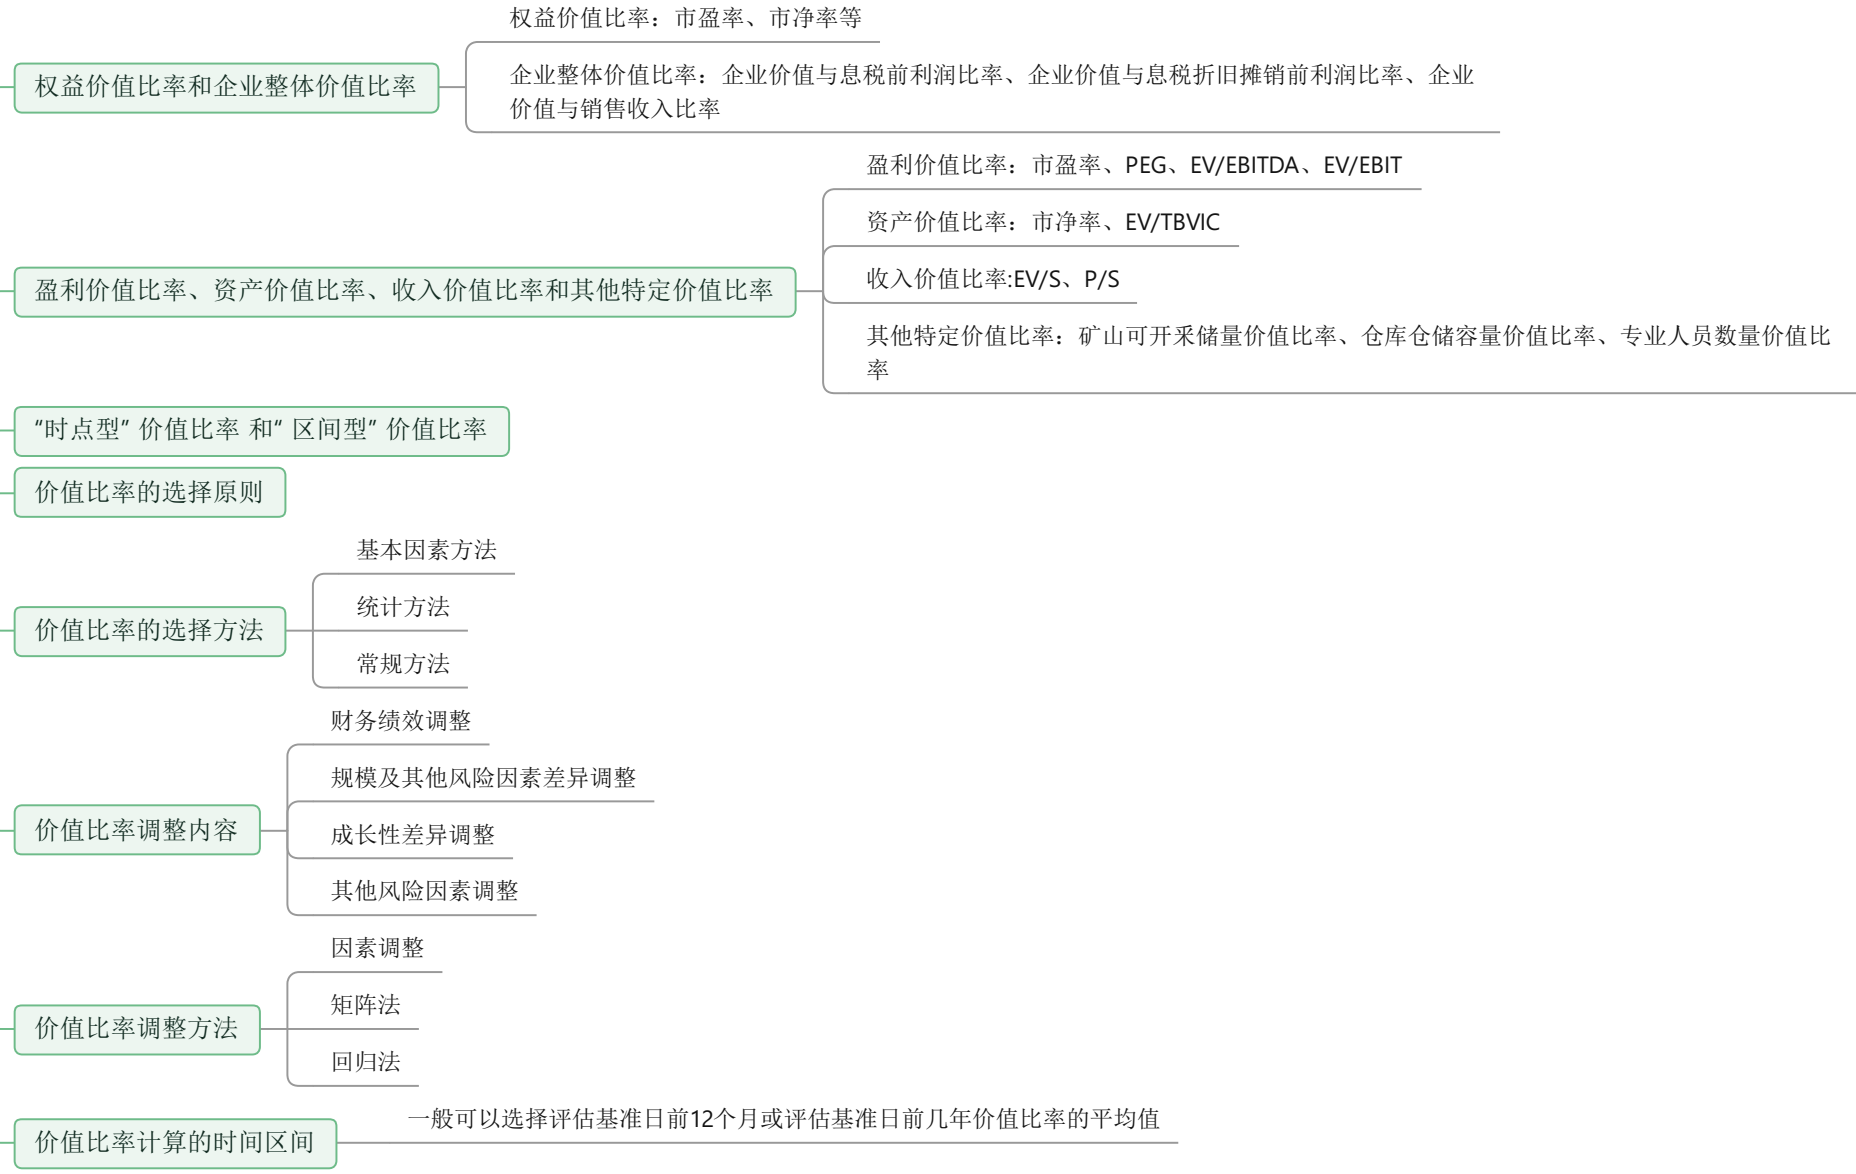 权益价值比率：市盈率、市净率等
权益价值比率和企业整体价值比率
企业整体价值比率：企业价值与息税前利润比率、企业价值与息税折旧摊销前利润比率、企业
价值与销售收入比率
盈利价值比率：市盈率、PEG、EV/EBITDA、EV/EBIT
资产价值比率：市净率、EV/TBVIC
盈利价值比率、资产价值比率、收入价值比率和其他特定价值比率
收入价值比率:EV/S、P/S
其他特定价值比率：矿山可开采储量价值比率、仓库仓储容量价值比率、专业人员数量价值比
率
“时点型” 价值比率 和“ 区间型” 价值比率
价值比率的选择原则
基本因素方法
价值比率的选择方法
统计方法
常规方法
财务绩效调整
规模及其他风险因素差异调整
价值比率调整内容
成长性差异调整
其他风险因素调整
因素调整
矩阵法
价值比率调整方法
回归法
一般可以选择评估基准日前12个月或评估基准日前几年价值比率的平均值
价值比率计算的时间区间